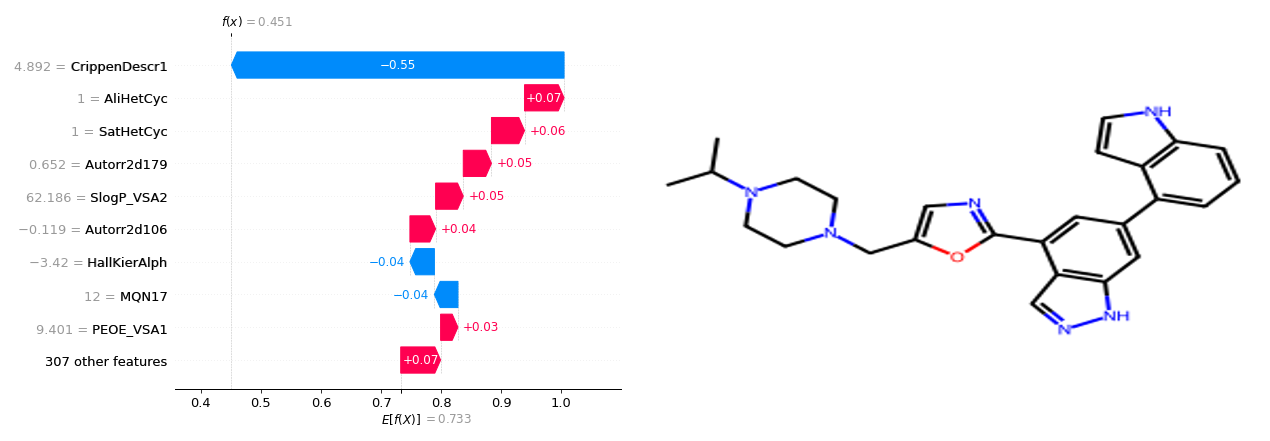 f(x) = 0.451
4.892 = CrippenDescr1
−0.55
1 = AliHetCyc
+0.07
1 = SatHetCyc
+0.06
0.652 = Autorr2d179
+0.05
62.186 = SlogP_VSA2
+0.05
−0.119 = Autorr2d106
+0.04
−3.42 = HallKierAlph
−0.04
12 = MQN17
−0.04
9.401 = PEOE_VSA1
+0.03
307 other features
+0.07
0.4 0.5 0.6 0.7 0.8 0.9 1.0
E[f(X)] = 0.733
NH
N
N
N
O
N
NH